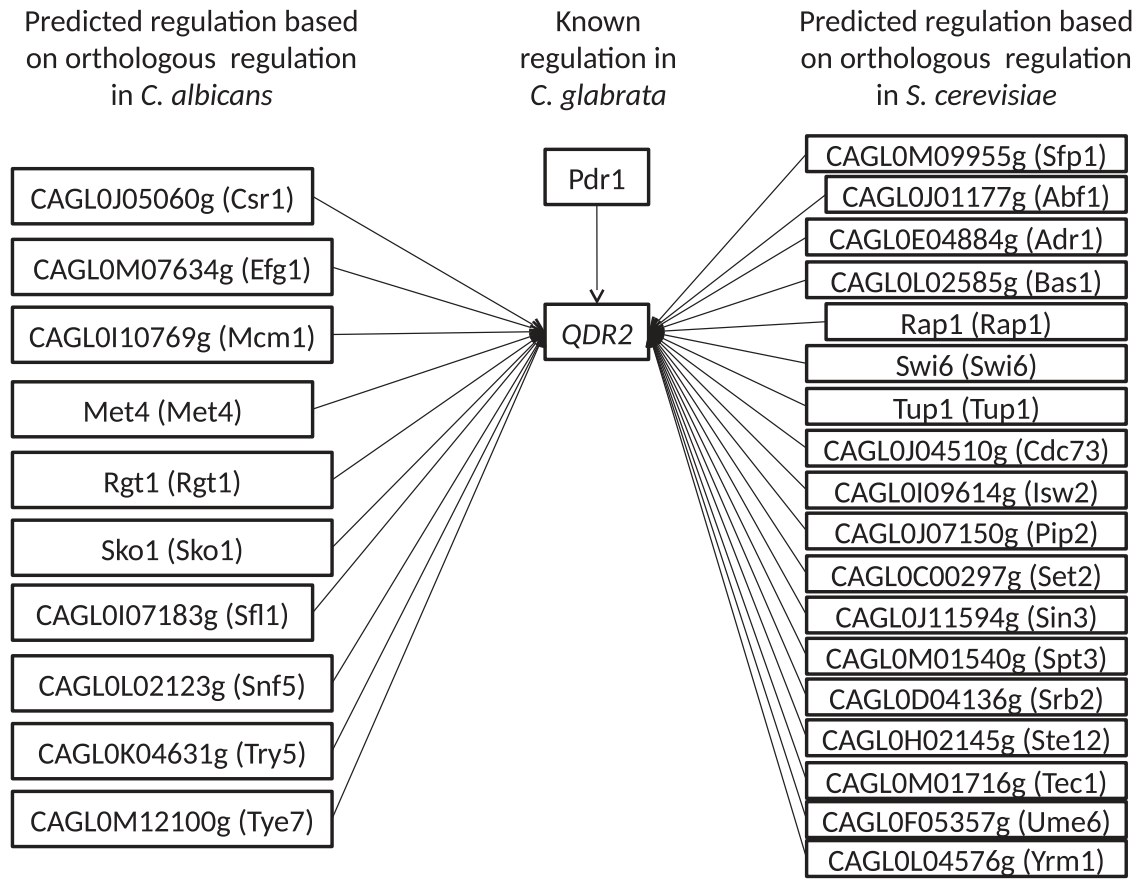 Predicted regulation based
on orthologous regulation
in C. albicans
Known
regulation in
C. glabrata
Predicted regulation based
on orthologous regulation
in S. cerevisiae
CAGL0J05060g (Csr1)
CAGL0M07634g (Efg1)
CAGL0I10769g (Mcm1)
Met4 (Met4)
Rgt1 (Rgt1)
Sko1 (Sko1)
CAGL0I07183g (Sfl1)
CAGL0L02123g (Snf5)
CAGL0K04631g (Try5)
CAGL0M12100g (Tye7)
Pdr1
QDR2
CAGL0M09955g (Sfp1)
CAGL0J01177g (Abf1)
CAGL0E04884g (Adr1)
CAGL0L02585g (Bas1)
Rap1 (Rap1)
Swi6 (Swi6)
Tup1 (Tup1)
CAGL0J04510g (Cdc73)
CAGL0I09614g (Isw2)
CAGL0J07150g (Pip2)
CAGL0C00297g (Set2)
CAGL0J11594g (Sin3)
CAGL0M01540g (Spt3)
CAGL0D04136g (Srb2)
CAGL0H02145g (Ste12)
CAGL0M01716g (Tec1)
CAGL0F05357g (Ume6)
CAGL0L04576g (Yrm1)